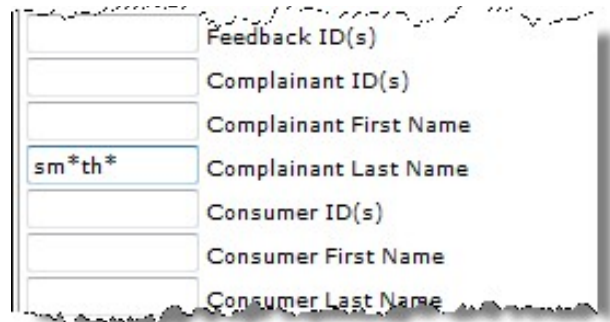 Feedback ID(s)
Complainant ID(s)
Complainant First Name
sm*th* Complainant Last Name
Consumer ID(s)
Consumer First Name
Consumer Last Name